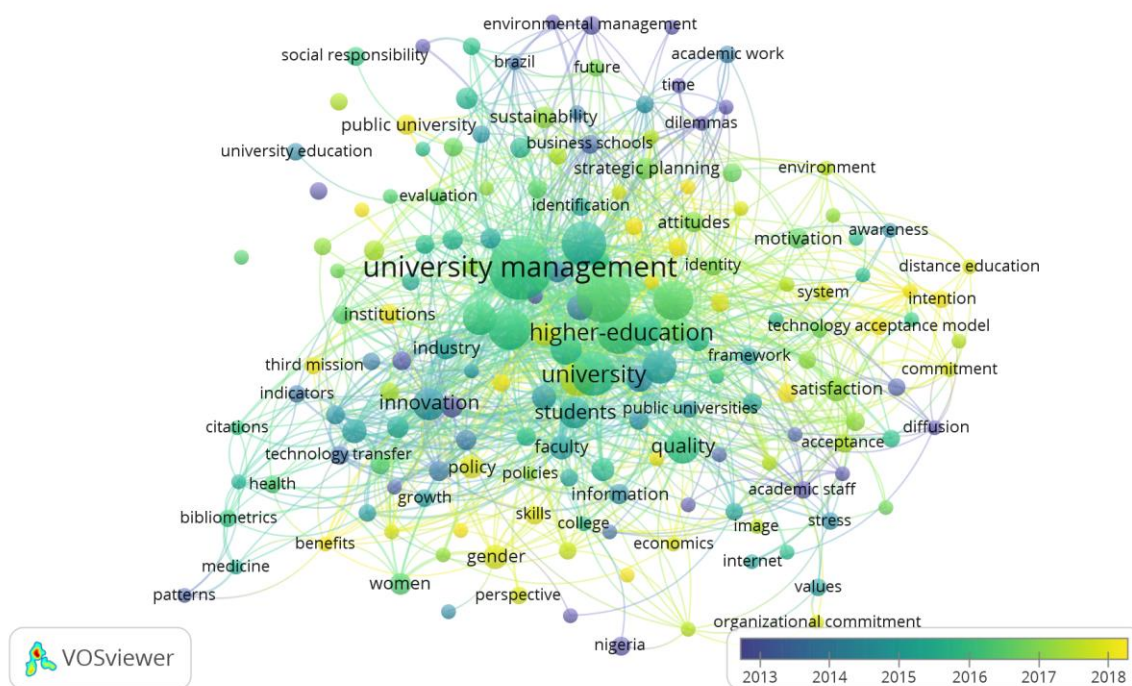 environmental management
social responsibility
brazil
future
academic work
time
sustainability
public university
dilemmas
business schools
university education
strategic planning
environment
evaluation
identification
attitudes
motivation
awareness
university management
identity
distance education
system
intention
institutions
higher-education
technology acceptance model
industry
framework
third mission
university
commitment
indicators
innovation
satisfaction
students
public universities
citations
diffusion
faculty
quality
acceptance
technology transfer
policy
policies
health
academic staff
growth
information
bibliometrics
skills
college
image
stress
benefits
gender
economics
internet
medicine
women
values
patterns
perspective
organizational commitment
nigeria
VOSviewer
2013 2014 2015 2016 2017 2018